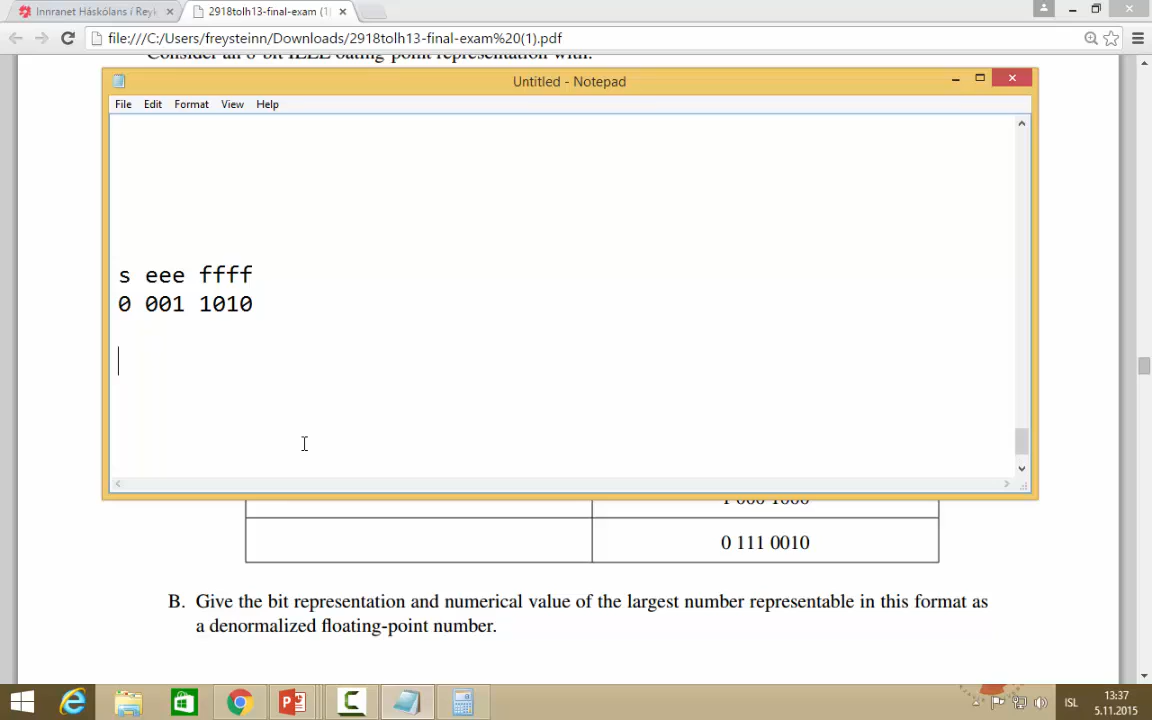 Innranet Háskólans í Reyk
2918tolh13-final-exam (1)
file:///C:/Users/freysteinn/Downloads/2918tolh13-final-exam%20(1).pdf
Untitled - Notepad
File Edit Format View Help
s eee ffff
0 001 1010
1 000 1000
0 111 0010
B. Give the bit representation and numerical value of the largest number representable in this format as
a denormalized floating-point number.
ISL
13:37
5.11.2015